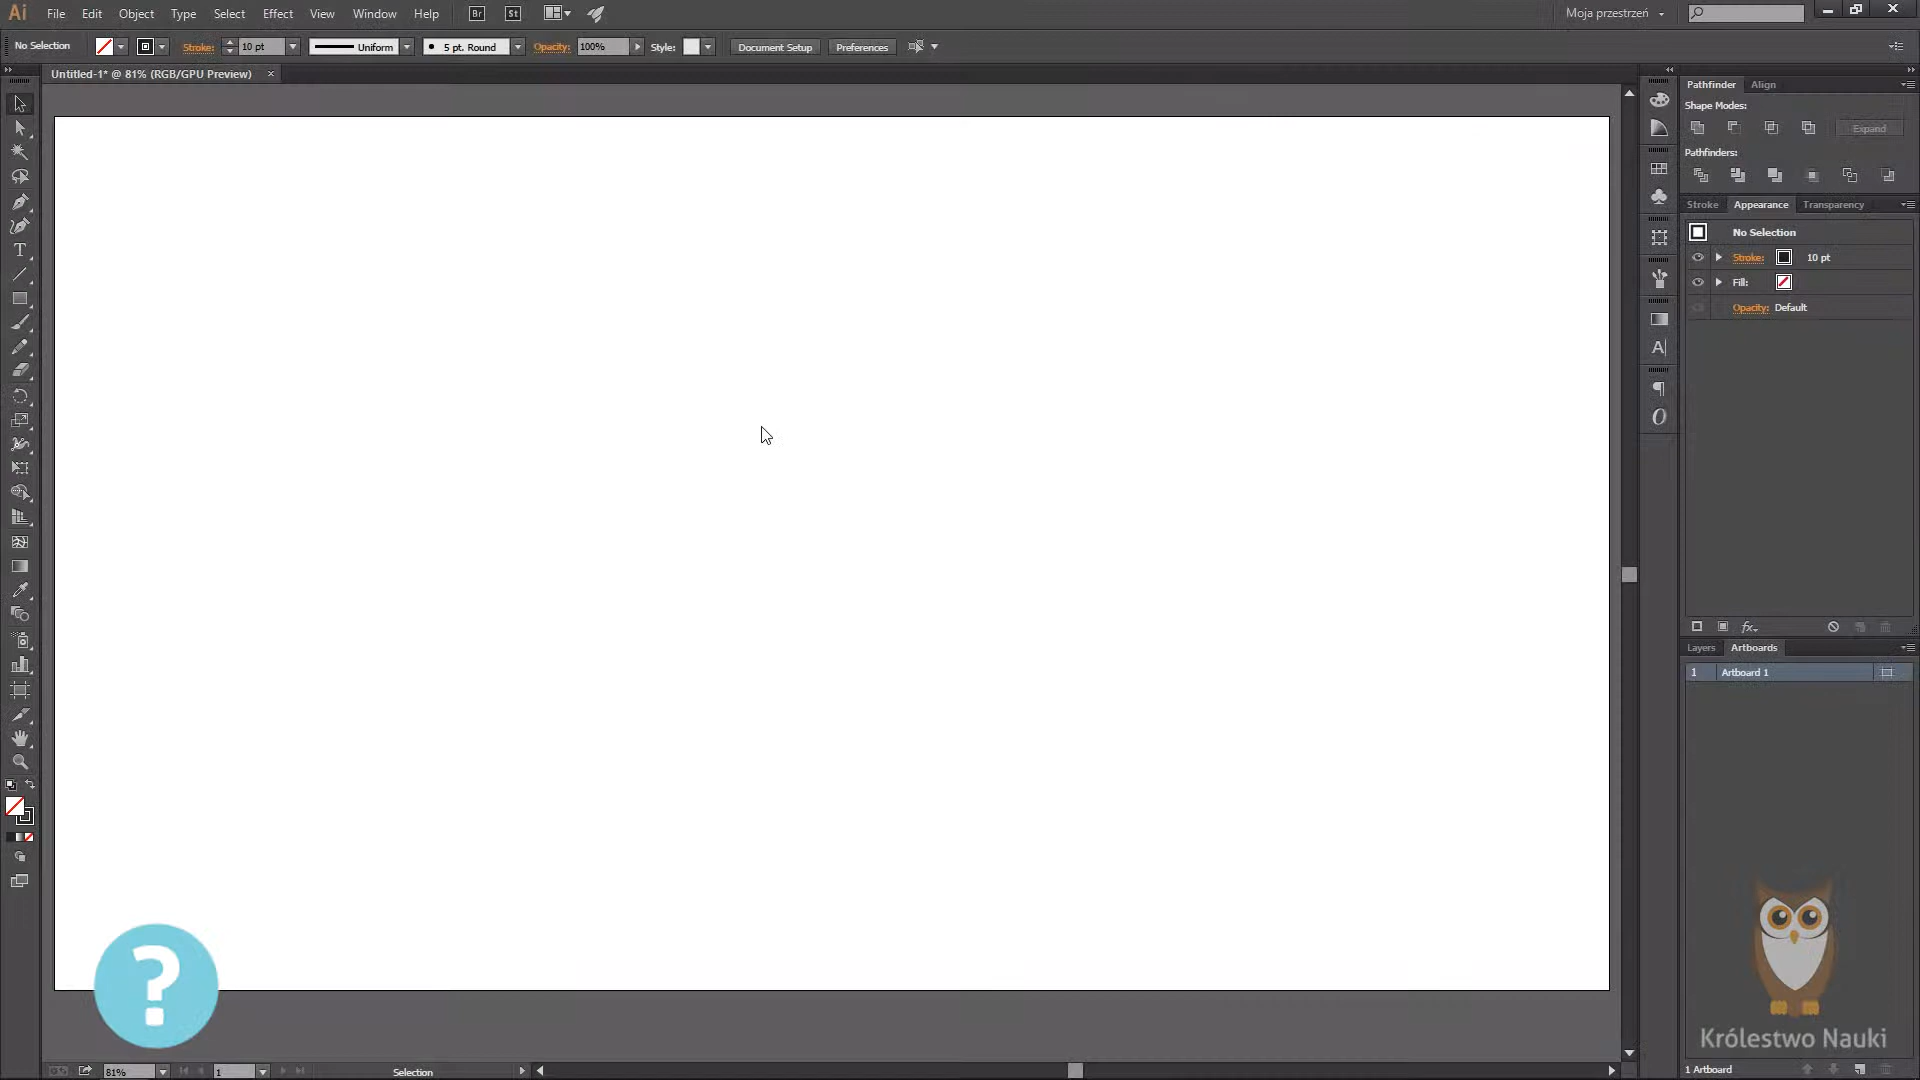 Ai File Edit Object Type Select Effect View Window Help Br St Moja przestrzeń
No Selection Stroke: 10 pt Uniform 5 pt. Round Opacity: 100% Style: Document Setup Preferences
Untitled-1* @ 81% (RGB/GPU Preview) ×
Pathfinder Align
Shape Modes:
Expand
Pathfinders:
Stroke Appearance Transparency
No Selection
Stroke: 10 pt
Fill:
Opacity: Default
fx
Layers Artboards
1 Artboard 1
?
Królestwo Nauki
81% 1 Selection 1 Artboard